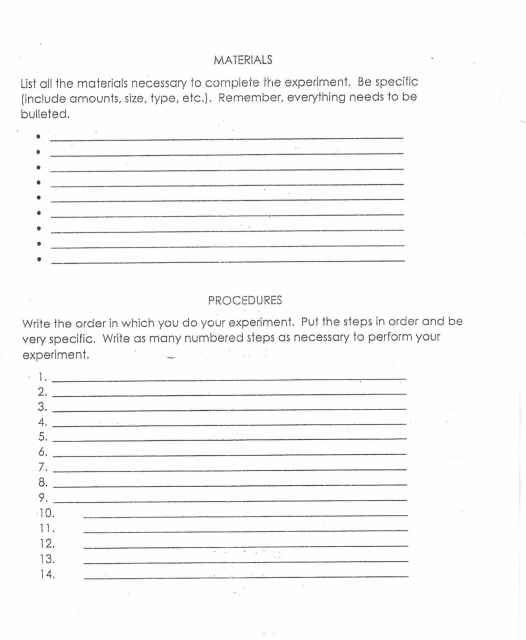 MATERIALS
List all the materials necessary to complete the experiment. Be specific
(include amounts, size, type, etc.). Remember, everything needs to be
bulleted.
•
•
•
•
•
•
•
•
•
PROCEDURES
Write the order in which you do your experiment. Put the steps in order and be
very specific. Write as many numbered steps as necessary to perform your
experiment.
1.
2.
3.
4.
5.
6.
7.
8.
9.
10.
11.
12.
13.
14.